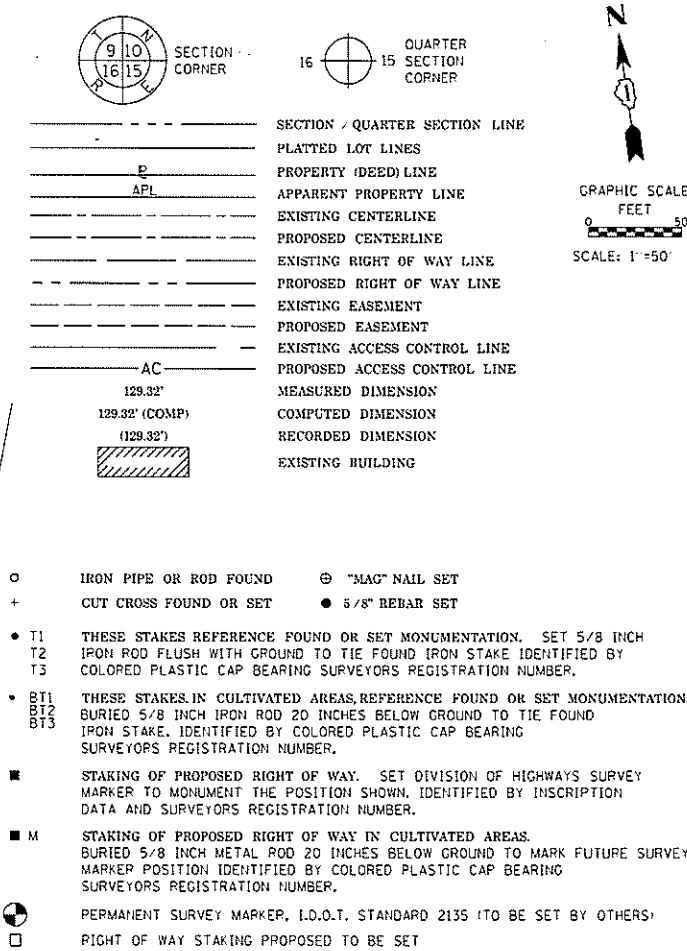 T N
9 10
16 15
R E
SECTION
CORNER
16
15
QUARTER
SECTION
CORNER
N
SECTION / QUARTER SECTION LINE
PLATTED LOT LINES
P PROPERTY (DEED) LINE
APL APPARENT PROPERTY LINE
EXISTING CENTERLINE
PROPOSED CENTERLINE
EXISTING RIGHT OF WAY LINE
PROPOSED RIGHT OF WAY LINE
EXISTING EASEMENT
PROPOSED EASEMENT
EXISTING ACCESS CONTROL LINE
AC PROPOSED ACCESS CONTROL LINE
129.32' MEASURED DIMENSION
129.32' (COMP) COMPUTED DIMENSION
(129.32') RECORDED DIMENSION
EXISTING BUILDING
GRAPHIC SCALE
FEET
0 50
SCALE: 1"=50'
IRON PIPE OR ROD FOUND
"MAG" NAIL SET
CUT CROSS FOUND OR SET
5/8" REBAR SET
T1 THESE STAKES REFERENCE FOUND OR SET MONUMENTATION. SET 5/8 INCH
T2 IRON ROD FLUSH WITH GROUND TO TIE FOUND IRON STAKE IDENTIFIED BY
T3 COLORED PLASTIC CAP BEARING SURVEYORS REGISTRATION NUMBER.
BT1 THESE STAKES, IN CULTIVATED AREAS, REFERENCE FOUND OR SET MONUMENTATION
BT2 BURIED 5/8 INCH IRON ROD 20 INCHES BELOW GROUND TO TIE FOUND
BT3 IRON STAKE. IDENTIFIED BY COLORED PLASTIC CAP BEARING
SURVEYORS REGISTRATION NUMBER.
STAKING OF PROPOSED RIGHT OF WAY. SET DIVISION OF HIGHWAYS SURVEY
MARKER TO MONUMENT THE POSITION SHOWN. IDENTIFIED BY INSCRIPTION
DATA AND SURVEYORS REGISTRATION NUMBER.
M STAKING OF PROPOSED RIGHT OF WAY IN CULTIVATED AREAS.
BURIED 5/8 INCH METAL ROD 20 INCHES BELOW GROUND TO MARK FUTURE SURVEY
MARKER POSITION IDENTIFIED BY COLORED PLASTIC CAP BEARING
SURVEYORS REGISTRATION NUMBER.
PERMANENT SURVEY MARKER, I.D.O.T. STANDARD 2135 (TO BE SET BY OTHERS)
RIGHT OF WAY STAKING PROPOSED TO BE SET